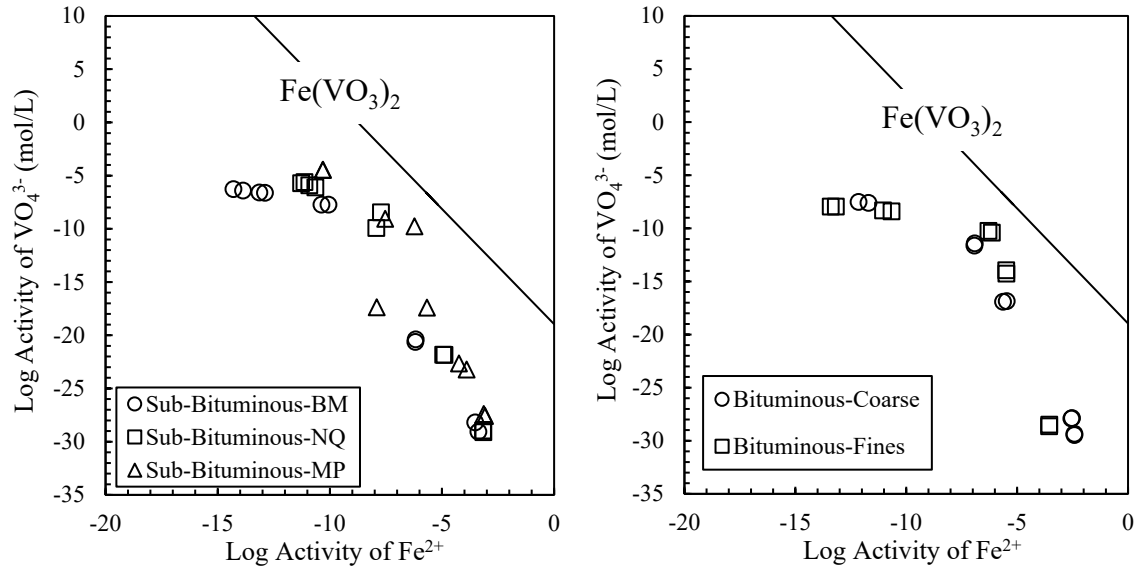 Log Activity of VO₄³⁻ (mol/L)
10
5
0
-5
-10
-15
-20
-25
-30
-35
Fe(VO₃)₂
Sub-Bituminous-BM
Sub-Bituminous-NQ
Sub-Bituminous-MP
-20
-15
-10
-5
0
Log Activity of Fe²⁺
Log Activity of VO₄³⁻ (mol/L)
10
5
0
-5
-10
-15
-20
-25
-30
-35
Fe(VO₃)₂
Bituminous-Coarse
Bituminous-Fines
-20
-15
-10
-5
0
Log Activity of Fe²⁺